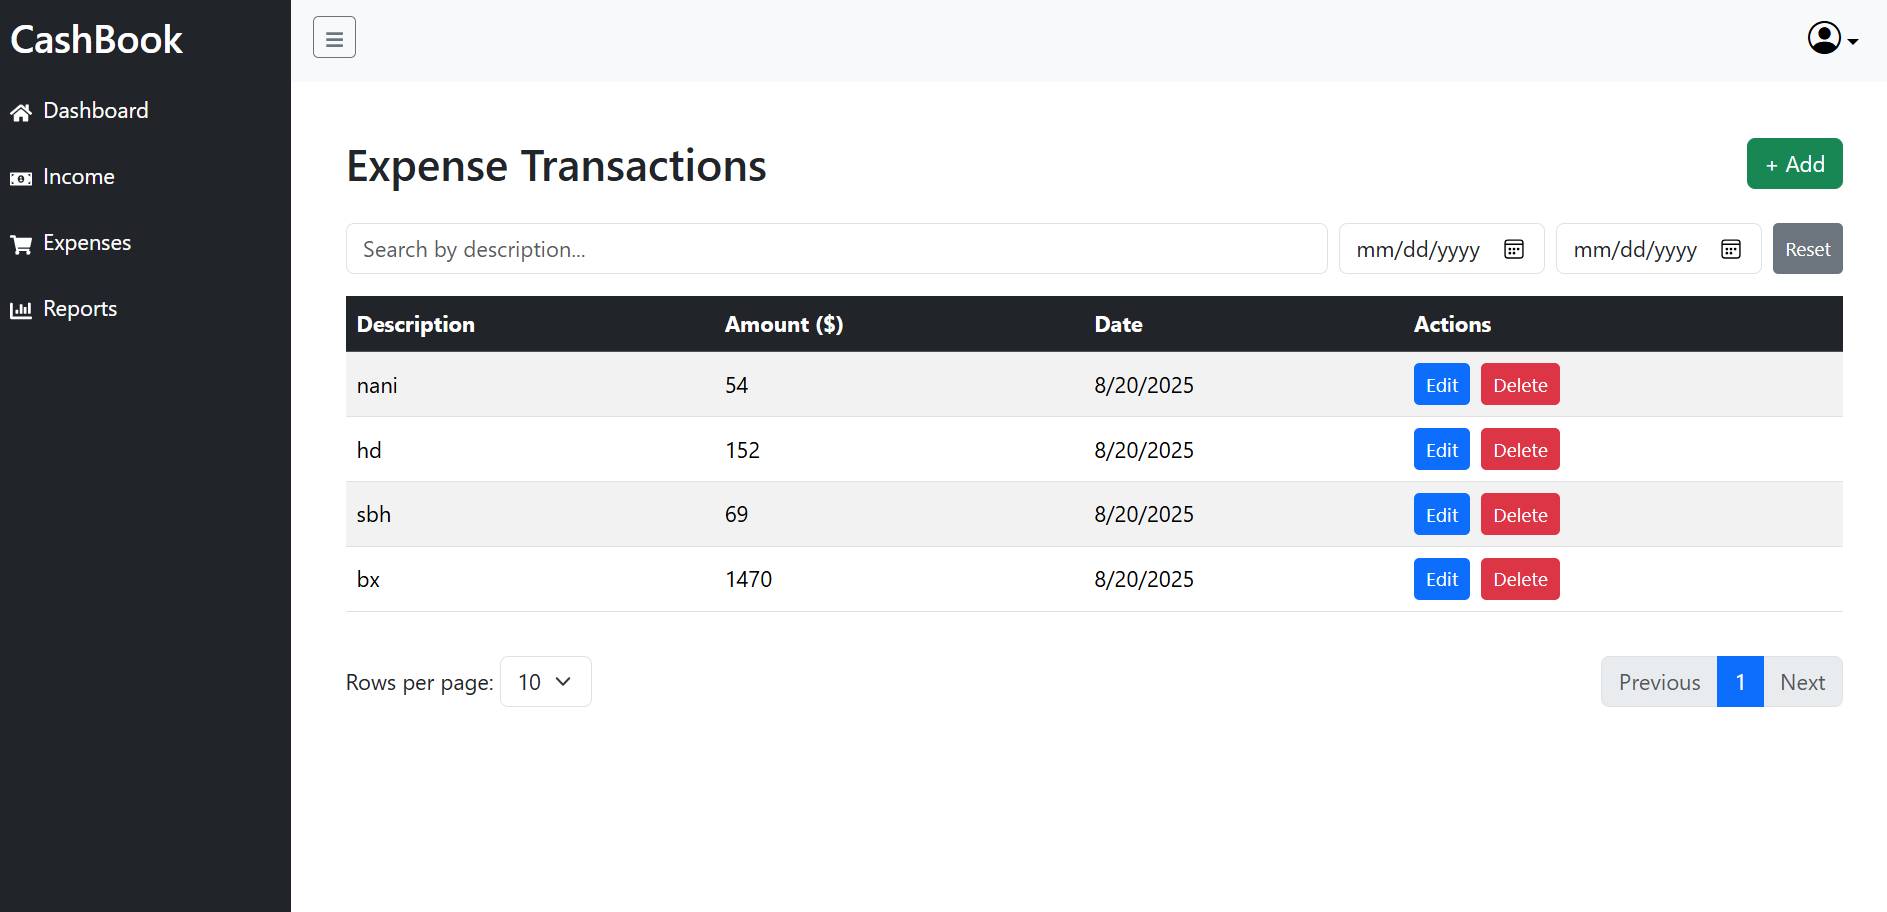 CashBook
Dashboard
Income
Expenses
Reports
Expense Transactions
+ Add
Search by description...
mm/dd/yyyy
mm/dd/yyyy
Reset
Description Amount ($) Date Actions
nani 54 8/20/2025 Edit Delete
hd 152 8/20/2025 Edit Delete
sbh 69 8/20/2025 Edit Delete
bx 1470 8/20/2025 Edit Delete
Rows per page: 10
Previous 1 Next